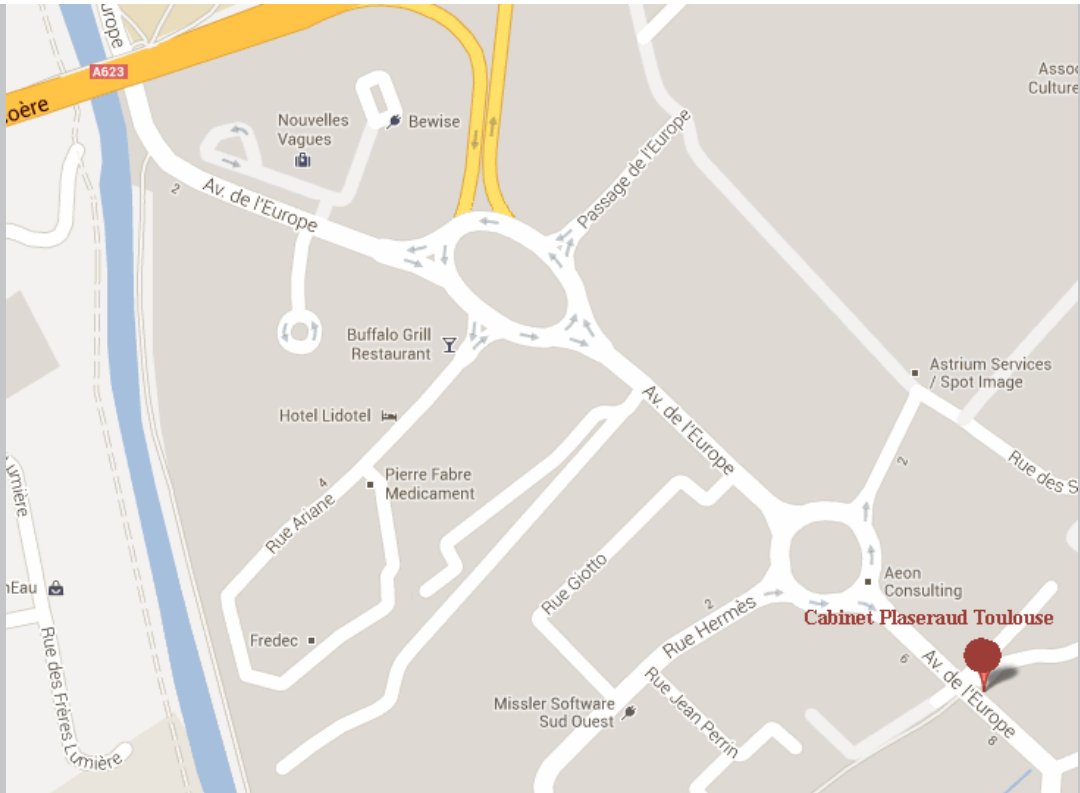 urope
A623
oère
Asso
Culture
Nouvelles
Vagues
Bewise
Passage de l'Europe
2
Av. de l'Europe
Buffalo Grill
Restaurant
Astrium Services
/ Spot Image
Hotel Lidotel
Av. de l'Europe
Pierre Fabre
Medicament
4
Rue Ariane
2
Rue des S
umière
Rue Giotto
nEau
Aeon
Consulting
2
Rue Hermès
Cabinet Plaseraud Toulouse
Fredec
Rue des Frères Lumière
6
Av. de l'Europe
8
Missler Software
Sud Ouest
Rue Jean Perrin